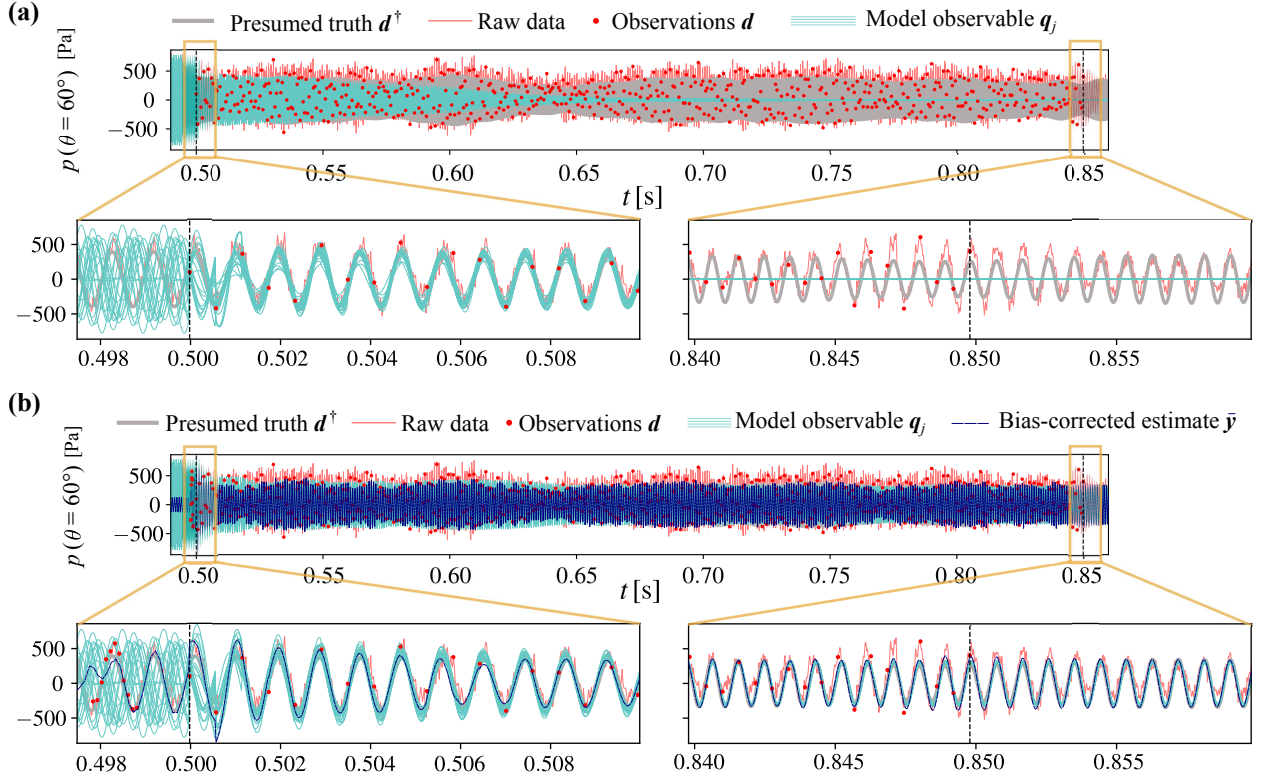 (a)
Presumed truth d† Raw data Observations d Model observable qj
p (θ = 60°) [Pa]
500
0
−500
0.50 0.55 0.60 0.65 0.70 0.75 0.80 0.85
t [s]
500
0
−500
0.498 0.500 0.502 0.504 0.506 0.508
0.840 0.845 0.850 0.855
(b)
Presumed truth d† Raw data Observations d Model observable qj Bias-corrected estimate ȳ
p (θ = 60°) [Pa]
500
0
−500
0.50 0.55 0.60 0.65 0.70 0.75 0.80 0.85
t [s]
500
0
−500
0.498 0.500 0.502 0.504 0.506 0.508
0.840 0.845 0.850 0.855